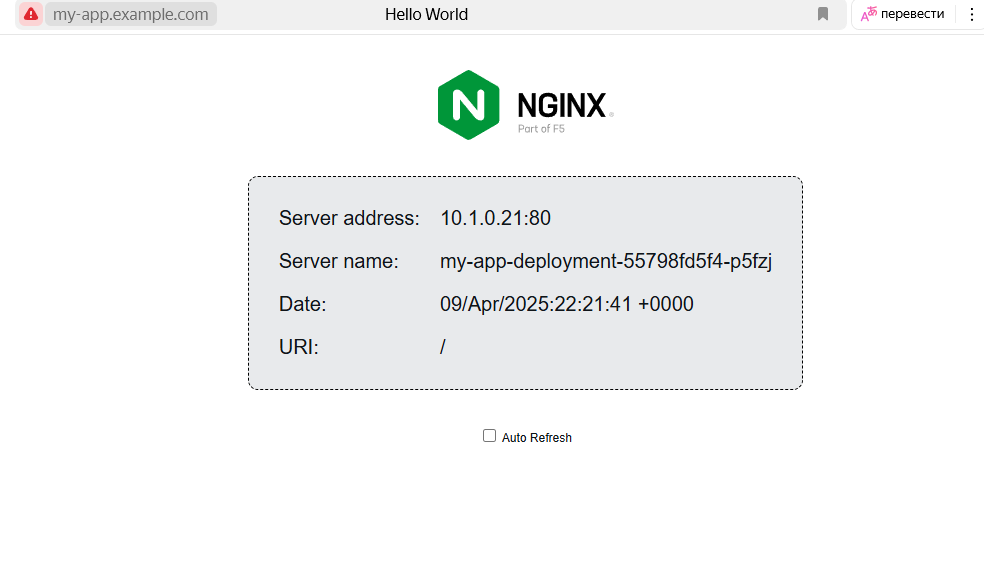 my-app.example.com Hello World перевести
NGINX
Part of F5
Server address: 10.1.0.21:80
Server name: my-app-deployment-55798fd5f4-p5fzj
Date: 09/Apr/2025:22:21:41 +0000
URI: /
Auto Refresh